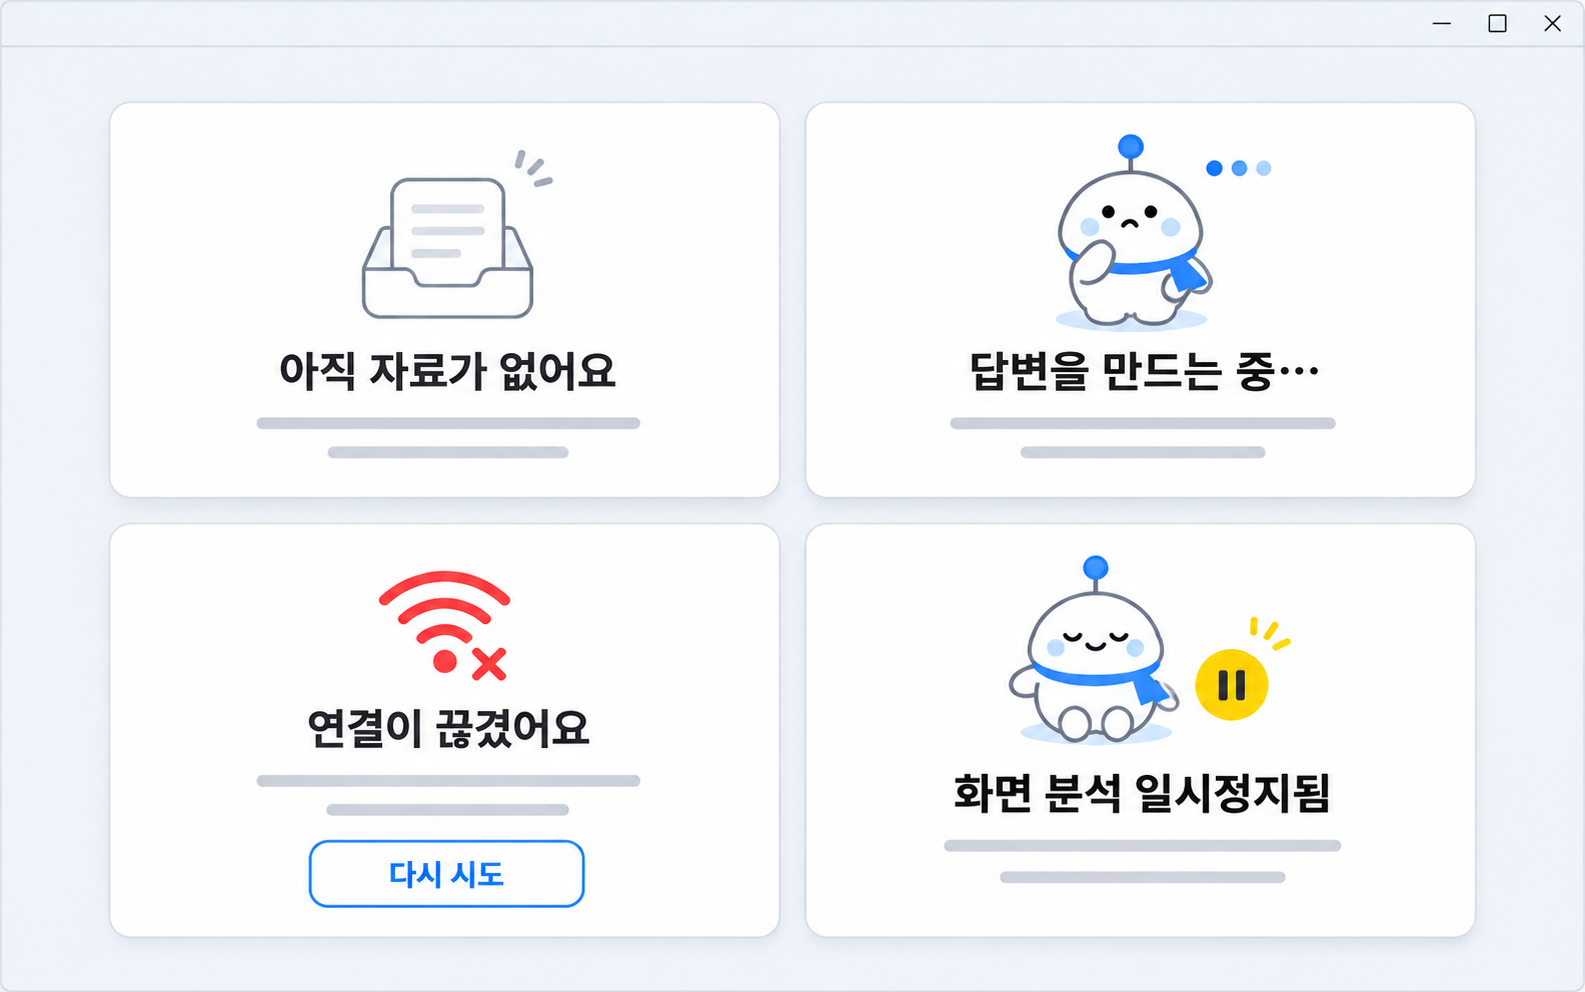 아직 자료가 없어요
답변을 만드는 중…
연결이 끊겼어요
다시 시도
화면 분석 일시정지됨